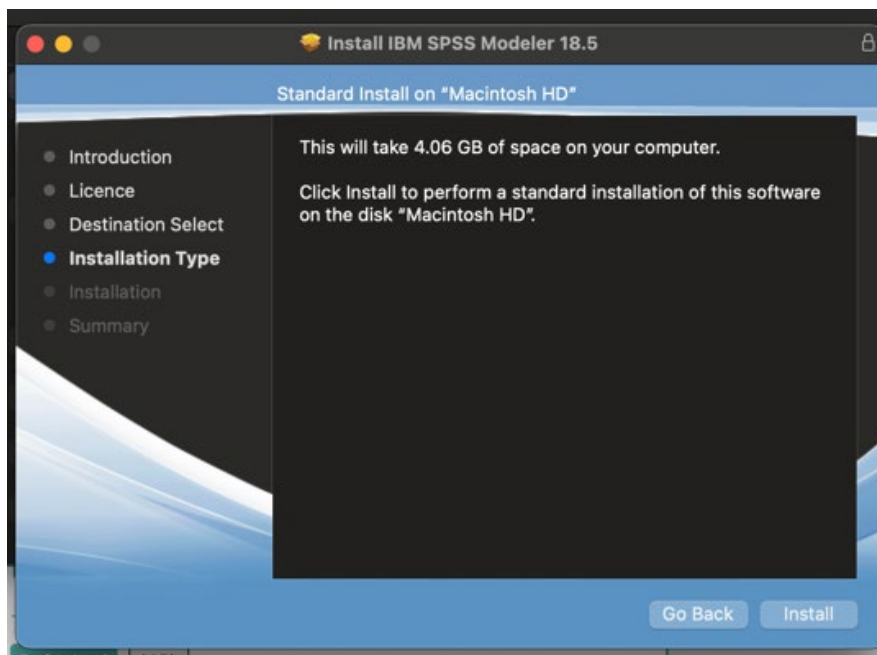 Install IBM SPSS Modeler 18.5
Standard Install on “Macintosh HD”
Introduction
Licence
Destination Select
Installation Type
Installation
Summary
This will take 4.06 GB of space on your computer.
Click Install to perform a standard installation of this software
on the disk “Macintosh HD”.
Go Back
Install